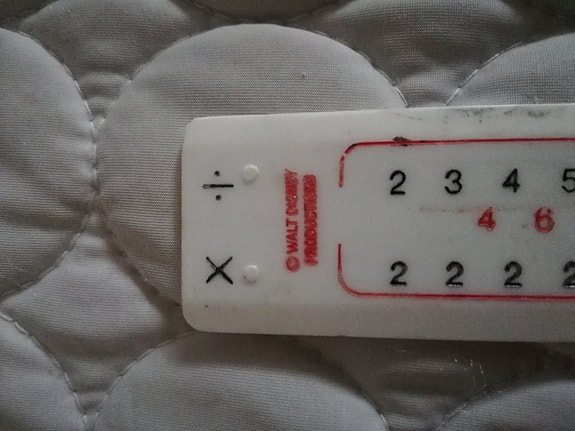 ÷
X
© WALT DISNEY
PRODUCTIONS
2 3 4 5
4 6
2 2 2 2